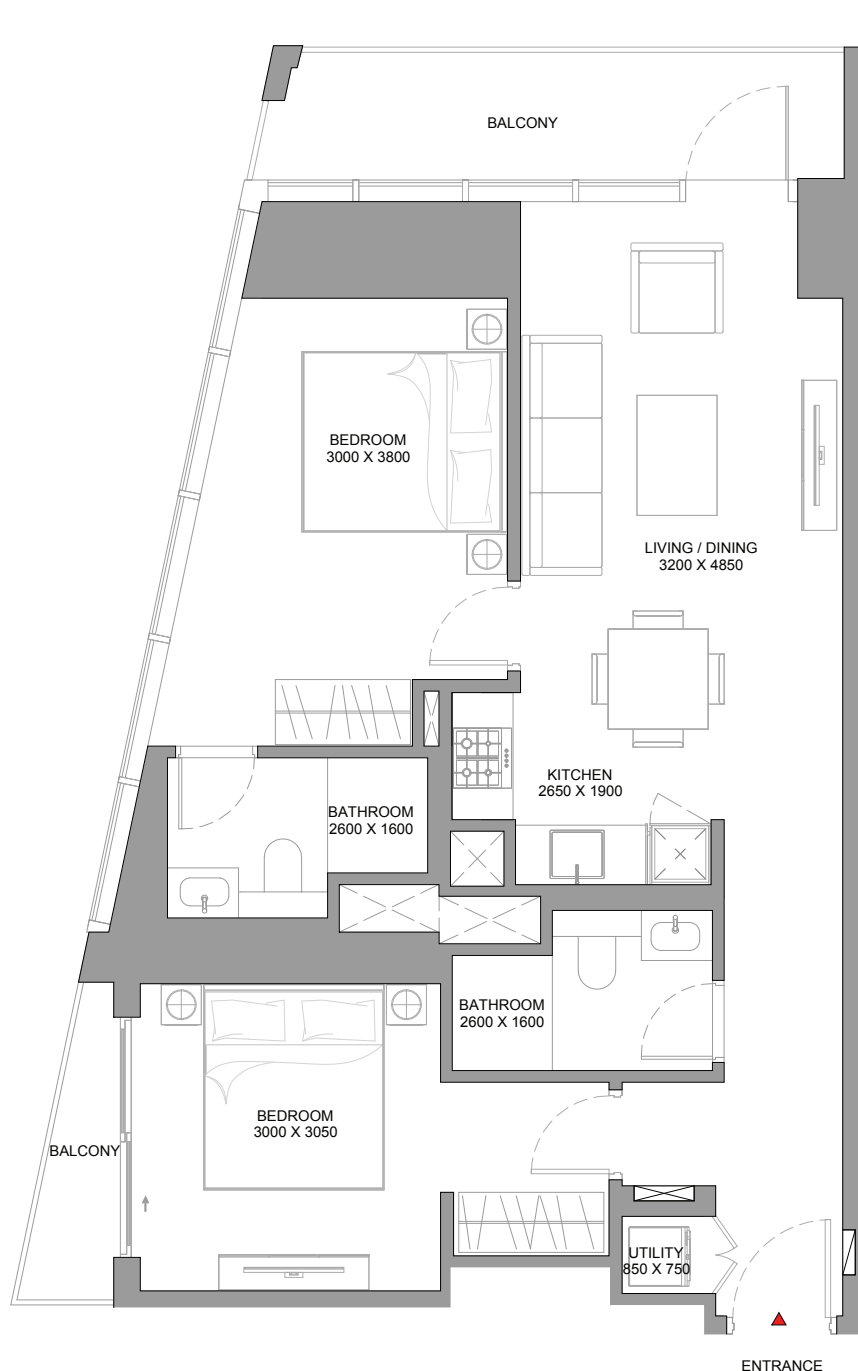 BALCONY
BEDROOM
3000 X 3800
LIVING / DINING
3200 X 4850
KITCHEN
2650 X 1900
BATHROOM
2600 X 1600
BATHROOM
2600 X 1600
BEDROOM
3000 X 3050
BALCONY
UTILITY
850 X 750
ENTRANCE